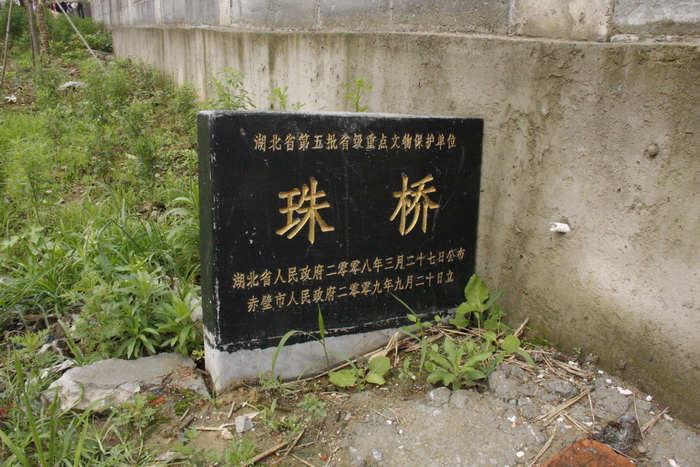 湖北省第五批省级重点文物保护单位
珠桥
湖北省人民政府二零零八年三月二十七日公布
赤壁市人民政府二零零九年九月二十日立